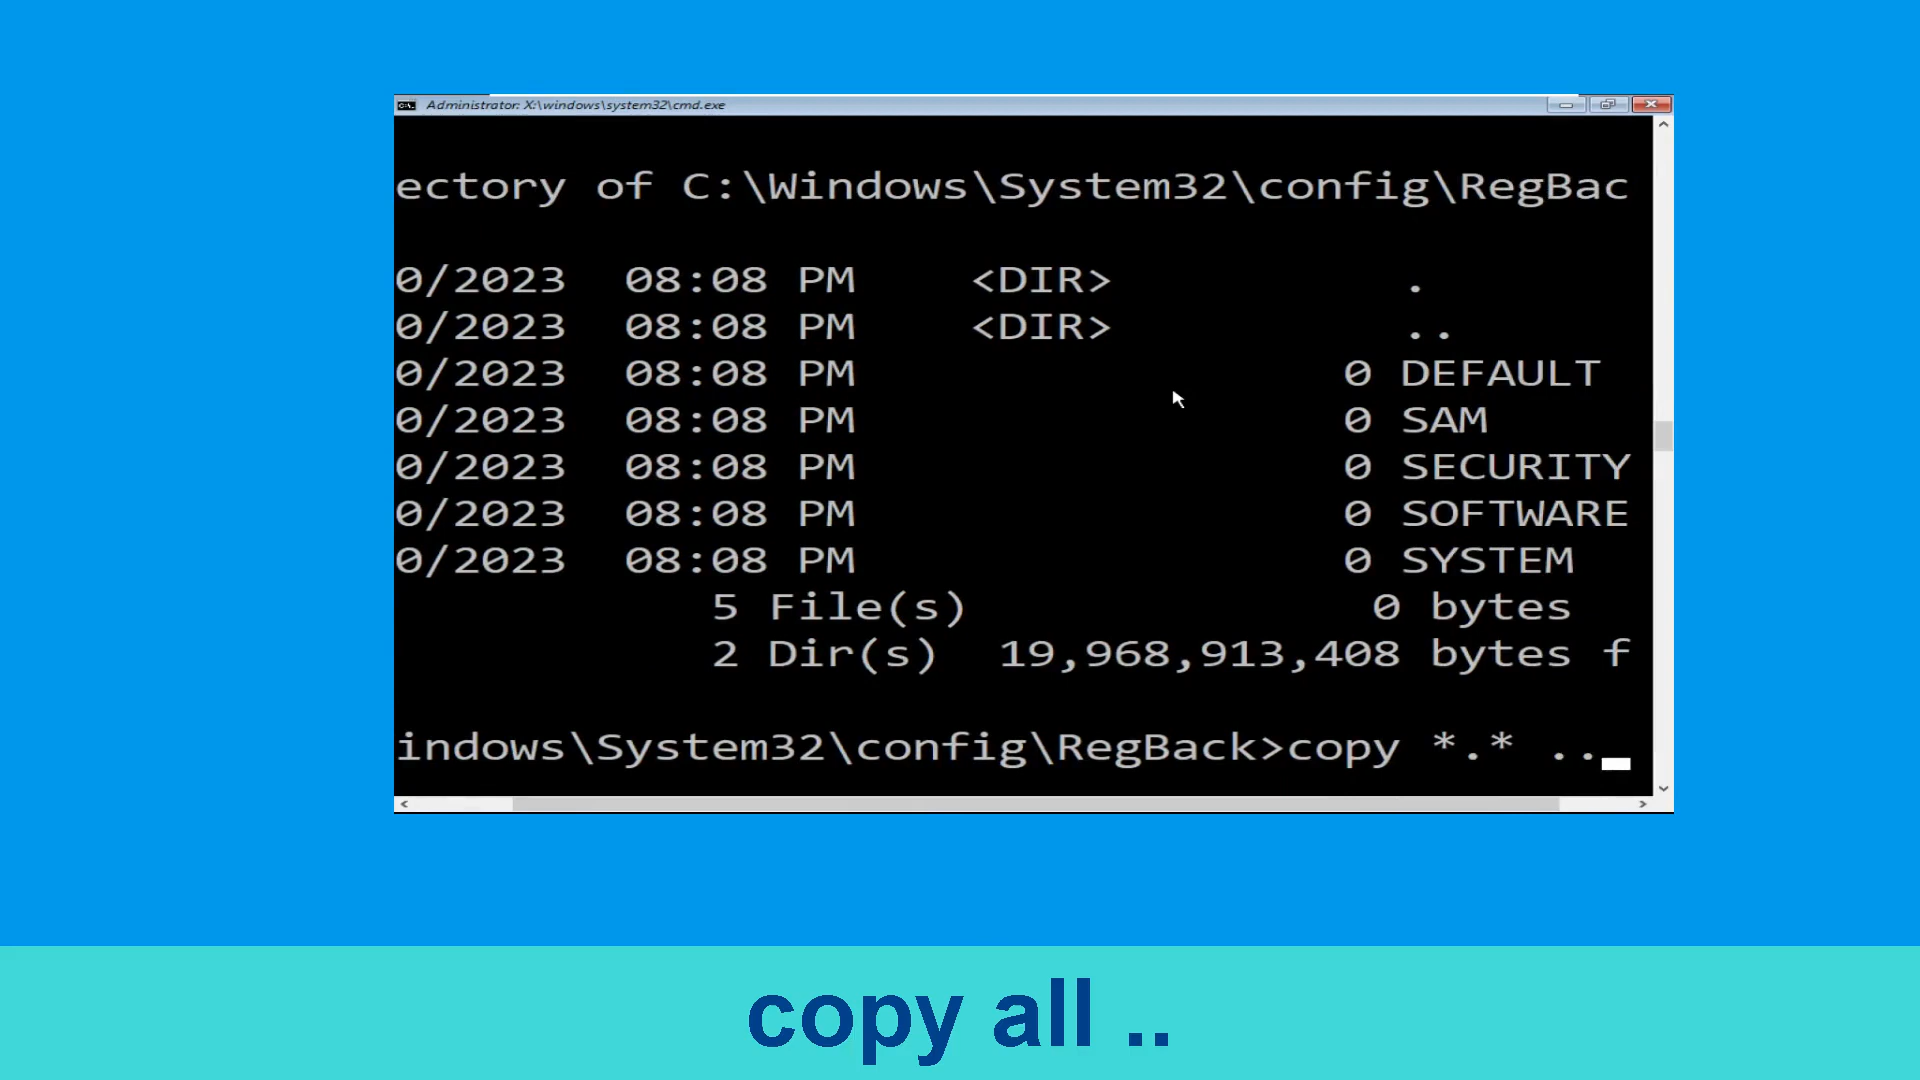 Administrator: X:\windows\system32\cmd.exe
ectory of C:\Windows\System32\config\RegBac
0/2023 08:08 PM <DIR> .
0/2023 08:08 PM <DIR> ..
0/2023 08:08 PM 0 DEFAULT
0/2023 08:08 PM 0 SAM
0/2023 08:08 PM 0 SECURITY
0/2023 08:08 PM 0 SOFTWARE
0/2023 08:08 PM 0 SYSTEM
5 File(s) 0 bytes
2 Dir(s) 19,968,913,408 bytes f
indows\System32\config\RegBack>copy *.* ..
copy all ..